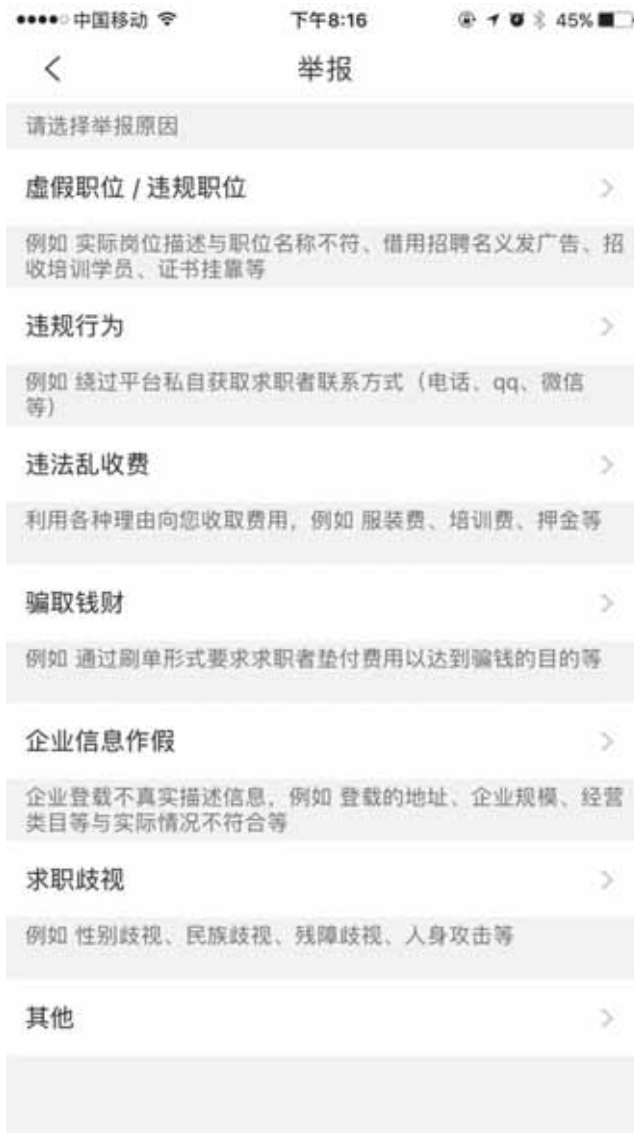 中国移动 下午8:16 45%
举报
请选择举报原因
虚假职位 / 违规职位
例如 实际岗位描述与职位名称不符、借用招聘名义发广告、招
收培训学员、证书挂靠等
违规行为
例如 绕过平台私自获取求职者联系方式（电话、qq、微信
等）
违法乱收费
利用各种理由向您收取费用，例如 服装费、培训费、押金等
骗取钱财
例如 通过刷单形式要求求职者垫付费用以达到骗钱的目的等
企业信息作假
企业登载不真实描述信息，例如 登载的地址、企业规模、经营
类目等与实际情况不符合等
求职歧视
例如 性别歧视、民族歧视、残障歧视、人身攻击等
其他